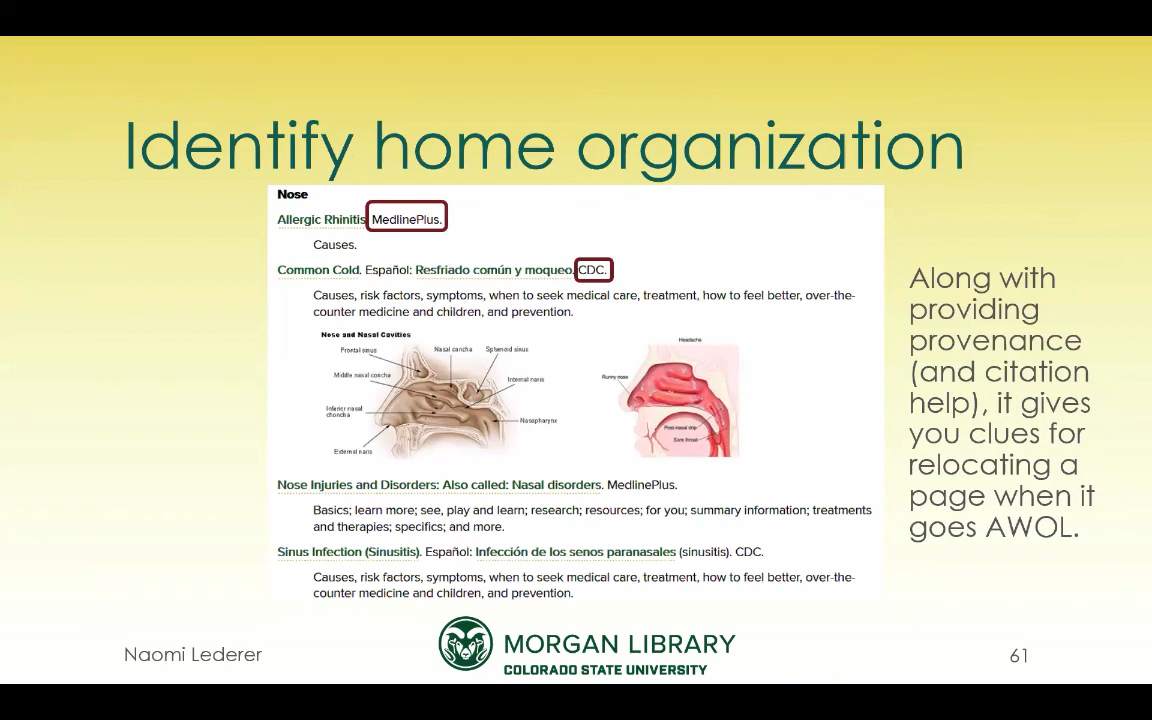 Identify home organization
Nose
Allergic Rhinitis MedlinePlus.
Causes.
Common Cold. Español: Resfriado común y moqueo. CDC.
Causes, risk factors, symptoms, when to seek medical care, treatment, how to feel better, over-the-
counter medicine and children, and prevention.
Nose and Nasal Cavities
Frontal sinus
Nasal concha
Sphenoid sinus
Middle nasal concha
Internal naris
Inferior nasal
choncha
Nasopharynx
External naris
Headache
Runny nose
Post-nasal drip
Sore throat
Nose Injuries and Disorders: Also called: Nasal disorders. MedlinePlus.
Basics; learn more; see, play and learn; research; resources; for you; summary information; treatments
and therapies; specifics; and more.
Sinus Infection (Sinusitis). Español: Infección de los senos paranasales (sinusitis). CDC.
Causes, risk factors, symptoms, when to seek medical care, treatment, how to feel better, over-the-
counter medicine and children, and prevention.
Along with
providing
provenance
(and citation
help), it gives
you clues for
relocating a
page when it
goes AWOL.
Naomi Lederer
MORGAN LIBRARY
COLORADO STATE UNIVERSITY
61